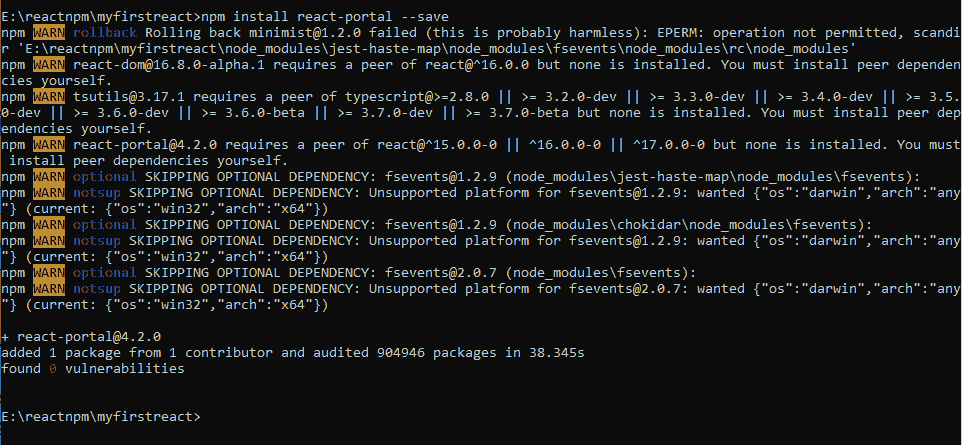 E:\reactnpm\myfirstreact>npm install react-portal --save
npm WARN rollback Rolling back minimist@1.2.0 failed (this is probably harmless): EPERM: operation not permitted, scandi
r 'E:\reactnpm\myfirstreact\node_modules\jest-haste-map\node_modules\fsevents\node_modules\rc\node_modules'
npm WARN react-dom@16.8.0-alpha.1 requires a peer of react@^16.0.0 but none is installed. You must install peer dependen
cies yourself.
npm WARN tsutils@3.17.1 requires a peer of typescript@>=2.8.0 || >= 3.2.0-dev || >= 3.3.0-dev || >= 3.4.0-dev || >= 3.5.
0-dev || >= 3.6.0-dev || >= 3.6.0-beta || >= 3.7.0-dev || >= 3.7.0-beta but none is installed. You must install peer dep
endencies yourself.
npm WARN react-portal@4.2.0 requires a peer of react@^15.0.0-0 || ^16.0.0-0 || ^17.0.0-0 but none is installed. You must
 install peer dependencies yourself.
npm WARN optional SKIPPING OPTIONAL DEPENDENCY: fsevents@1.2.9 (node_modules\jest-haste-map\node_modules\fsevents):
npm WARN notsup SKIPPING OPTIONAL DEPENDENCY: Unsupported platform for fsevents@1.2.9: wanted {"os":"darwin","arch":"any
"} (current: {"os":"win32","arch":"x64"})
npm WARN optional SKIPPING OPTIONAL DEPENDENCY: fsevents@1.2.9 (node_modules\chokidar\node_modules\fsevents):
npm WARN notsup SKIPPING OPTIONAL DEPENDENCY: Unsupported platform for fsevents@1.2.9: wanted {"os":"darwin","arch":"any
"} (current: {"os":"win32","arch":"x64"})
npm WARN optional SKIPPING OPTIONAL DEPENDENCY: fsevents@2.0.7 (node_modules\fsevents):
npm WARN notsup SKIPPING OPTIONAL DEPENDENCY: Unsupported platform for fsevents@2.0.7: wanted {"os":"darwin","arch":"any
"} (current: {"os":"win32","arch":"x64"})
+ react-portal@4.2.0
added 1 package from 1 contributor and audited 904946 packages in 38.345s
found 0 vulnerabilities
E:\reactnpm\myfirstreact>